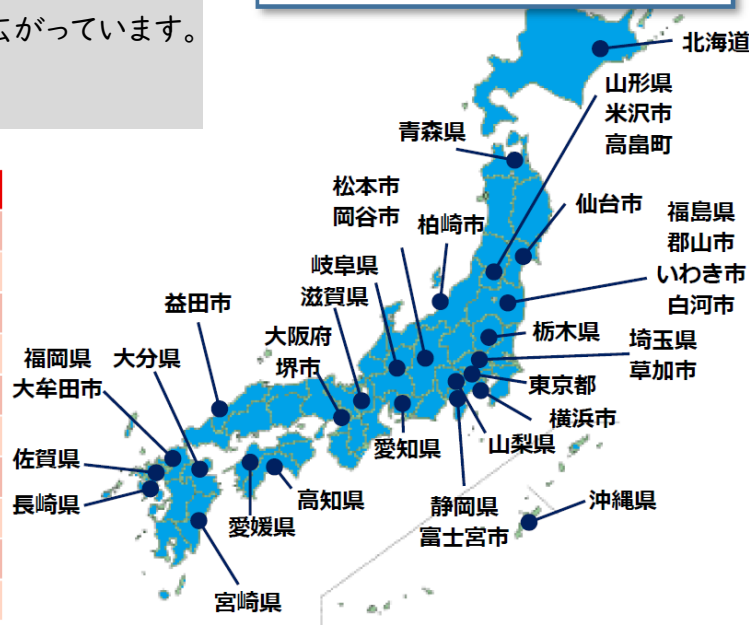 広がっています。
北海道
山形県
米沢市
高畠町
青森県
仙台市
松本市
岡谷市
柏崎市
福島県
郡山市
いわき市
白河市
岐阜県
滋賀県
益田市
大阪府
堺市
栃木県
埼玉県
草加市
福岡県
大牟田市
大分県
東京都
横浜市
愛知県
山梨県
佐賀県
長崎県
高知県
愛媛県
静岡県
富士宮市
沖縄県
宮崎県